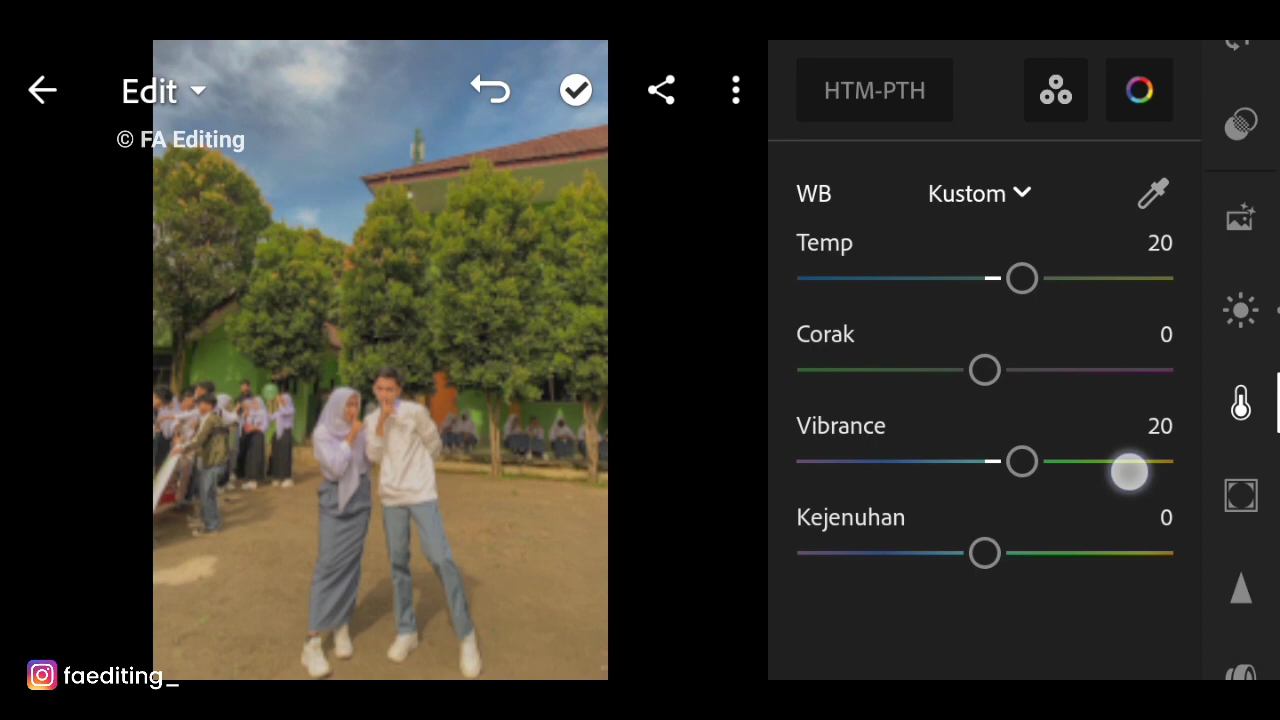 Edit
© FA Editing
HTM-PTH
WB Kustom
Temp 20
Corak 0
Vibrance 20
Kejenuhan 0
faediting_